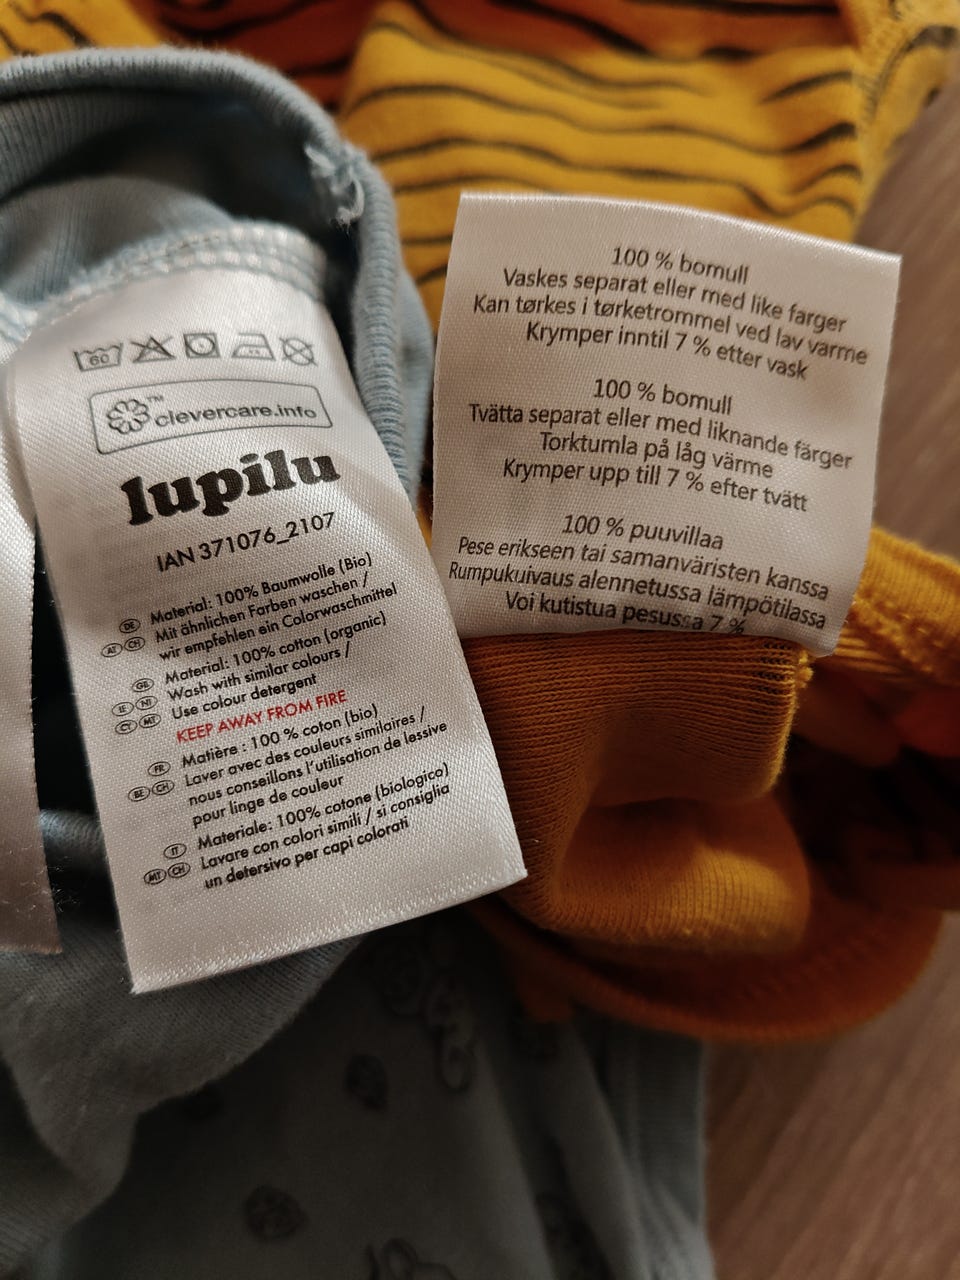 60
clevercare.info
lupilu
IAN 371076_2107
DE Material: 100% Baumwolle (Bio)
AT CH Mit ähnlichen Farben waschen /
wir empfehlen ein Colorwaschmittel
GB Material: 100% cotton (organic)
IE NI Wash with similar colours /
CY MT Use colour detergent
KEEP AWAY FROM FIRE
FR Matière : 100 % coton (bio)
BE CH Laver avec des couleurs similaires /
nous conseillons l'utilisation de lessive
pour linge de couleur
IT Materiale: 100% cotone (biologico)
MT CH Lavare con colori simili / si consiglia
un detersivo per capi colorati
100 % bomull
Vaskes separat eller med like farger
Kan tørkes i tørketrommel ved lav varme
Krymper inntil 7 % etter vask
100 % bomull
Tvätta separat eller med liknande färger
Torktumla på låg värme
Krymper upp till 7 % efter tvätt
100 % puuvillaa
Pese erikseen tai samanväristen kanssa
Rumpukuivaus alennetussa lämpötilassa
Voi kutistua pesussa 7 %